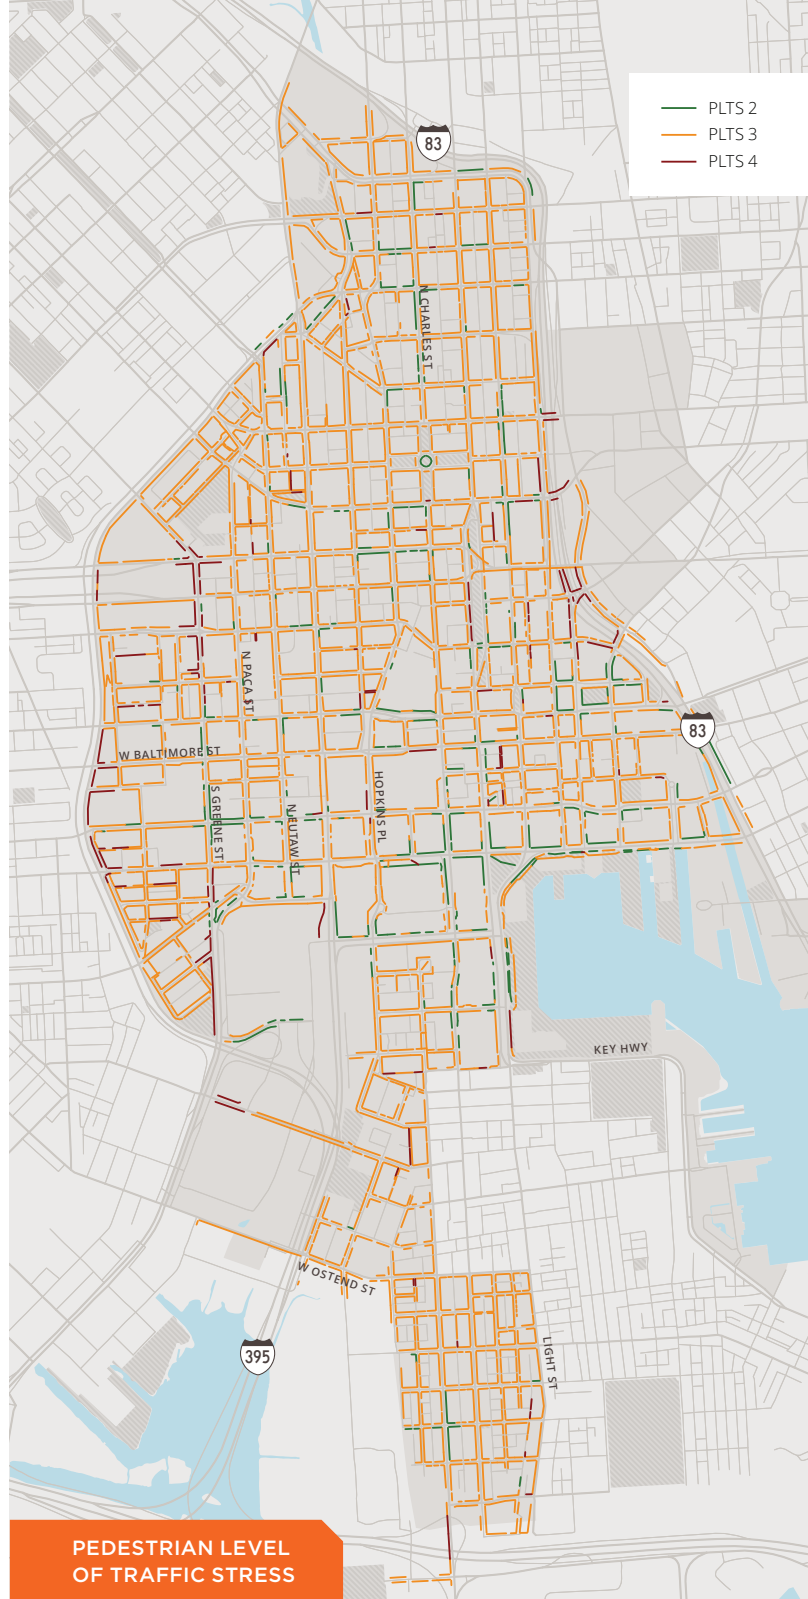 PLTS 2
PLTS 3
PLTS 4
83
N CHARLES ST
N PACA ST
83
W BALTIMORE ST
S GREENE ST
N EUTAW ST
HOPKINS PL
KEY HWY
W OSTEND ST
395
LIGHT ST
PEDESTRIAN LEVEL
OF TRAFFIC STRESS